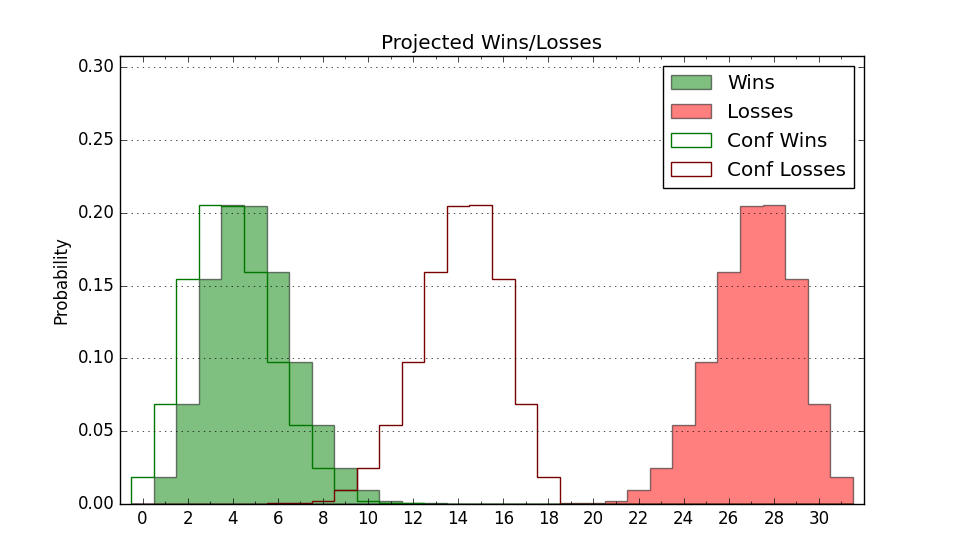 Projected Wins/Losses
Probability
0.30
0.25
0.20
0.15
0.10
0.05
0.00
0 2 4 6 8 10 12 14 16 18 20 22 24 26 28 30
Wins
Losses
Conf Wins
Conf Losses